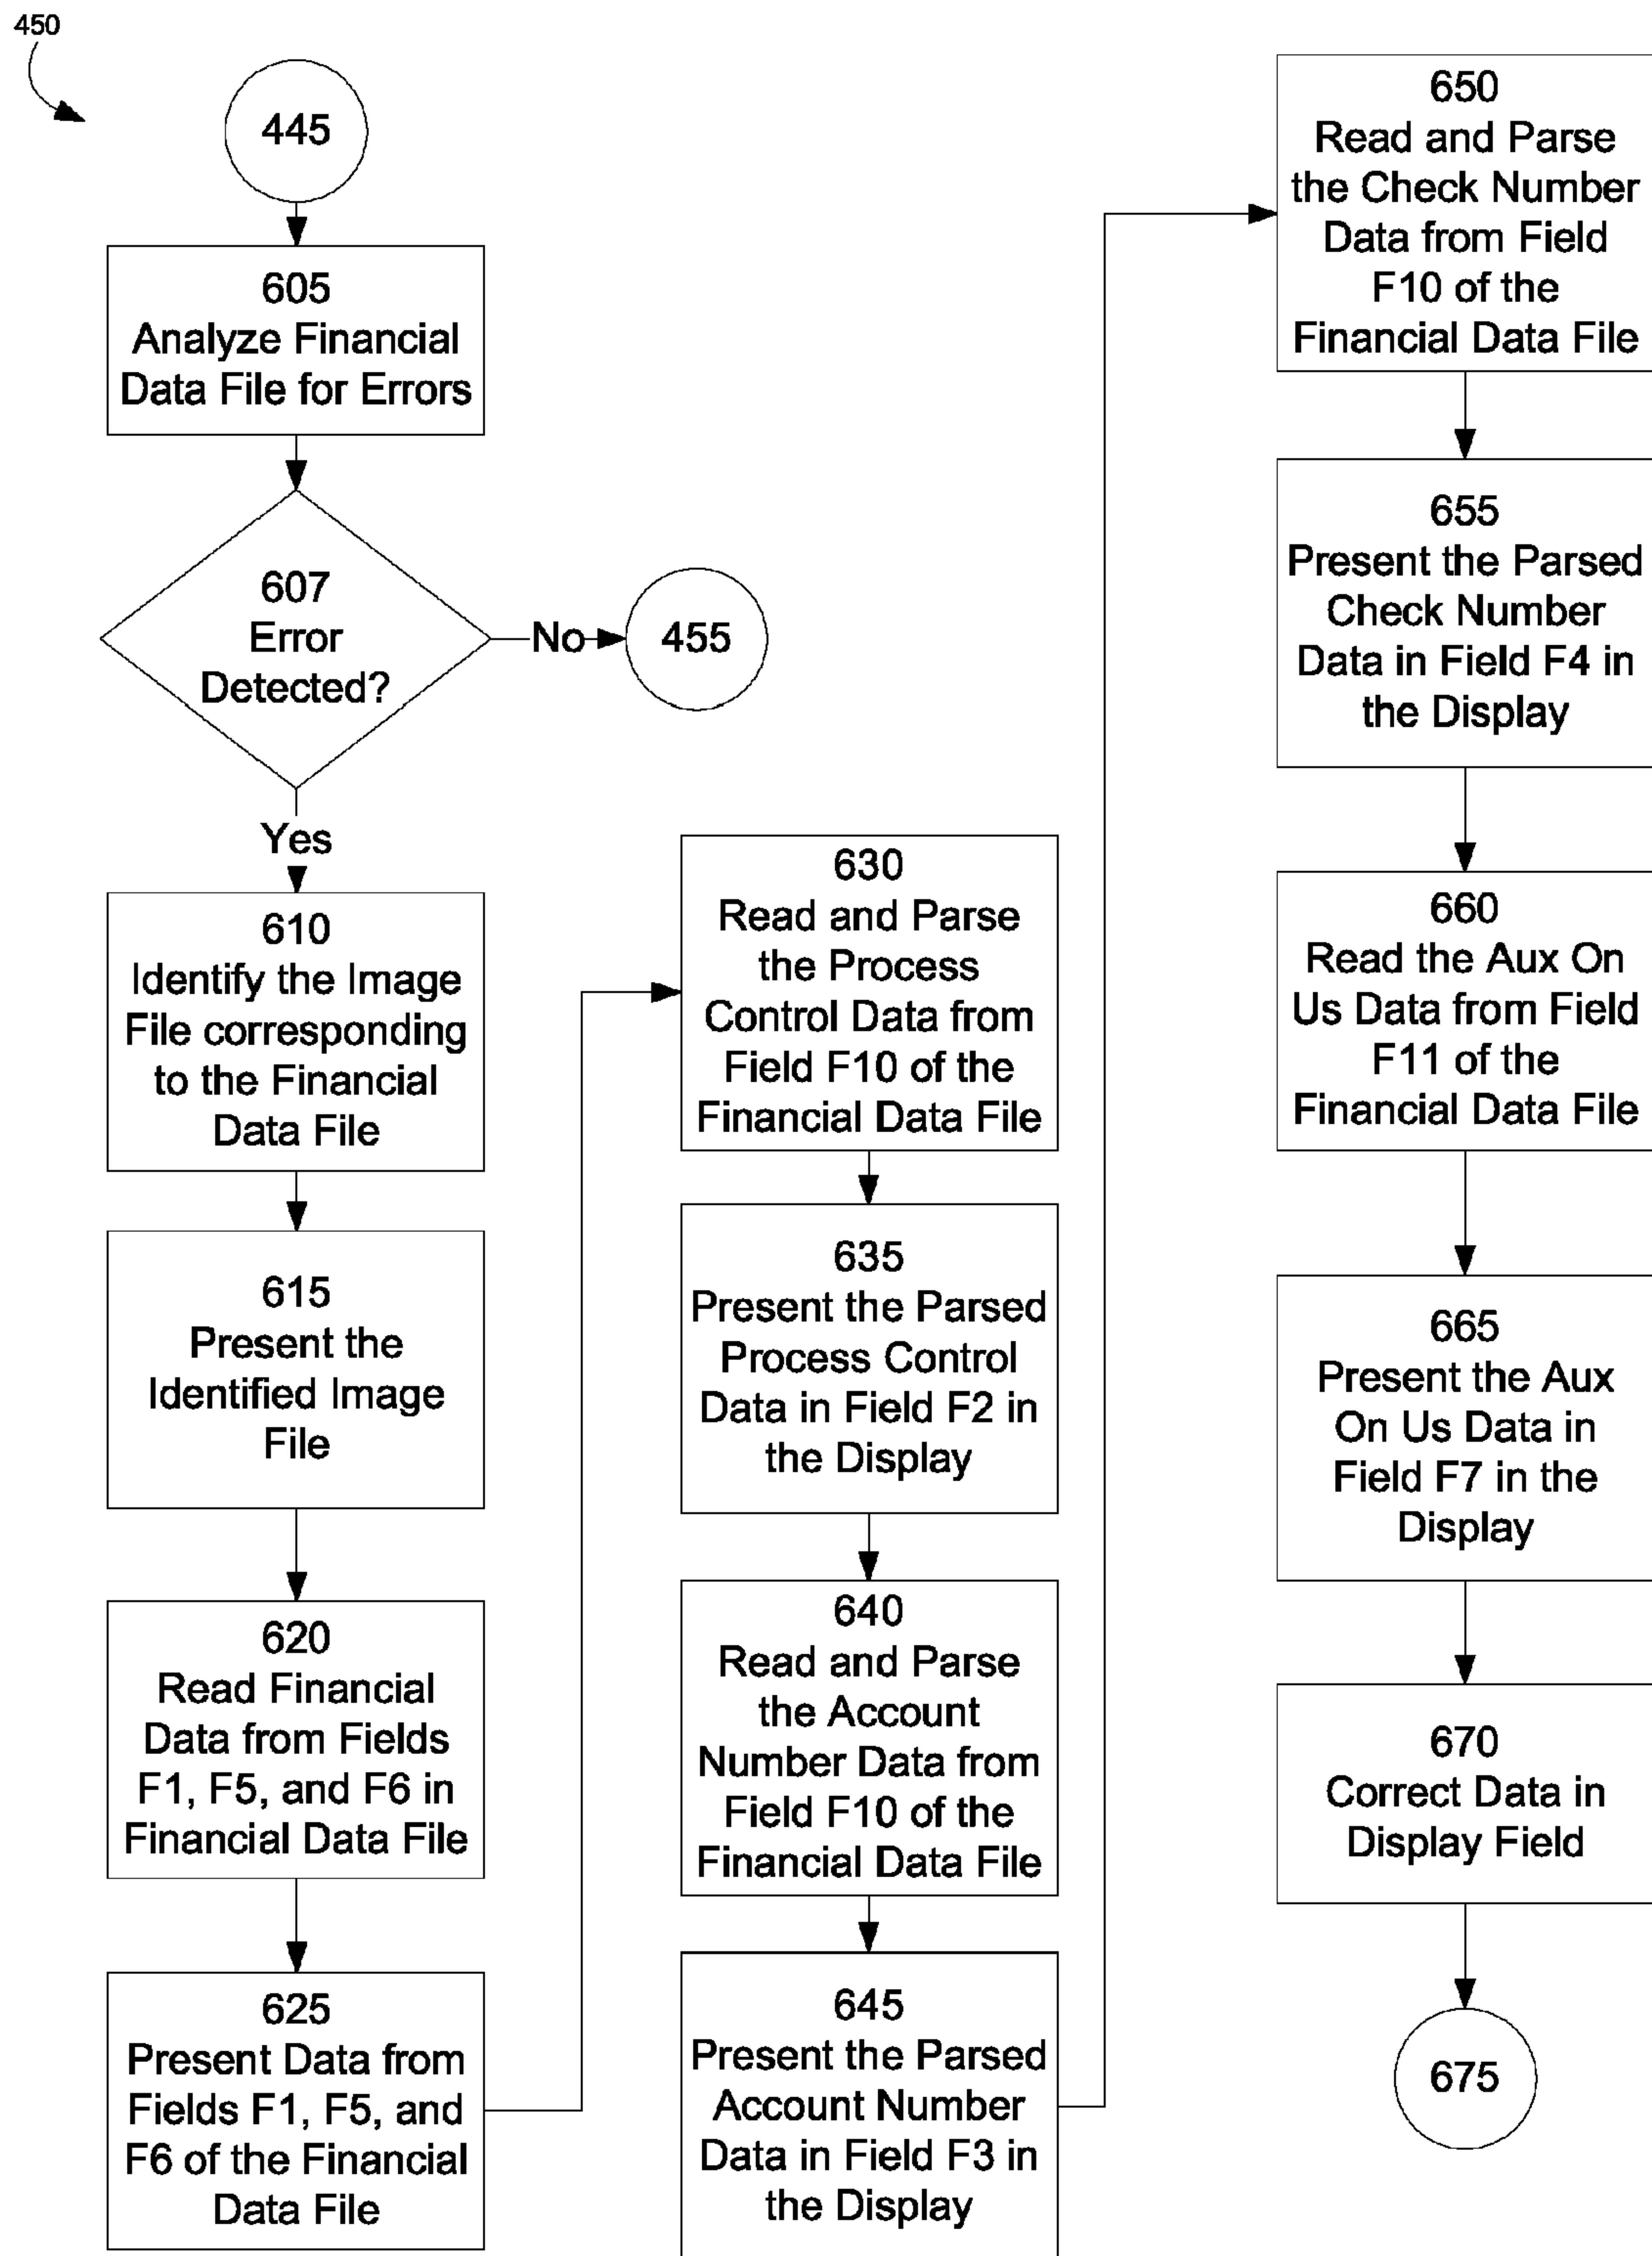 450
445
605
Analyze Financial
Data File for Errors
607
Error
Detected?
No
455
Yes
610
Identify the Image
File corresponding
to the Financial
Data File
615
Present the
Identified Image
File
620
Read Financial
Data from Fields
F1, F5, and F6 in
Financial Data File
625
Present Data from
Fields F1, F5, and
F6 of the Financial
Data File
630
Read and Parse
the Process
Control Data from
Field F10 of the
Financial Data File
635
Present the Parsed
Process Control
Data in Field F2 in
the Display
640
Read and Parse
the Account
Number Data from
Field F10 of the
Financial Data File
645
Present the Parsed
Account Number
Data in Field F3 in
the Display
650
Read and Parse
the Check Number
Data from Field
F10 of the
Financial Data File
655
Present the Parsed
Check Number
Data in Field F4 in
the Display
660
Read the Aux On
Us Data from Field
F11 of the
Financial Data File
665
Present the Aux
On Us Data in
Field F7 in the
Display
670
Correct Data in
Display Field
675